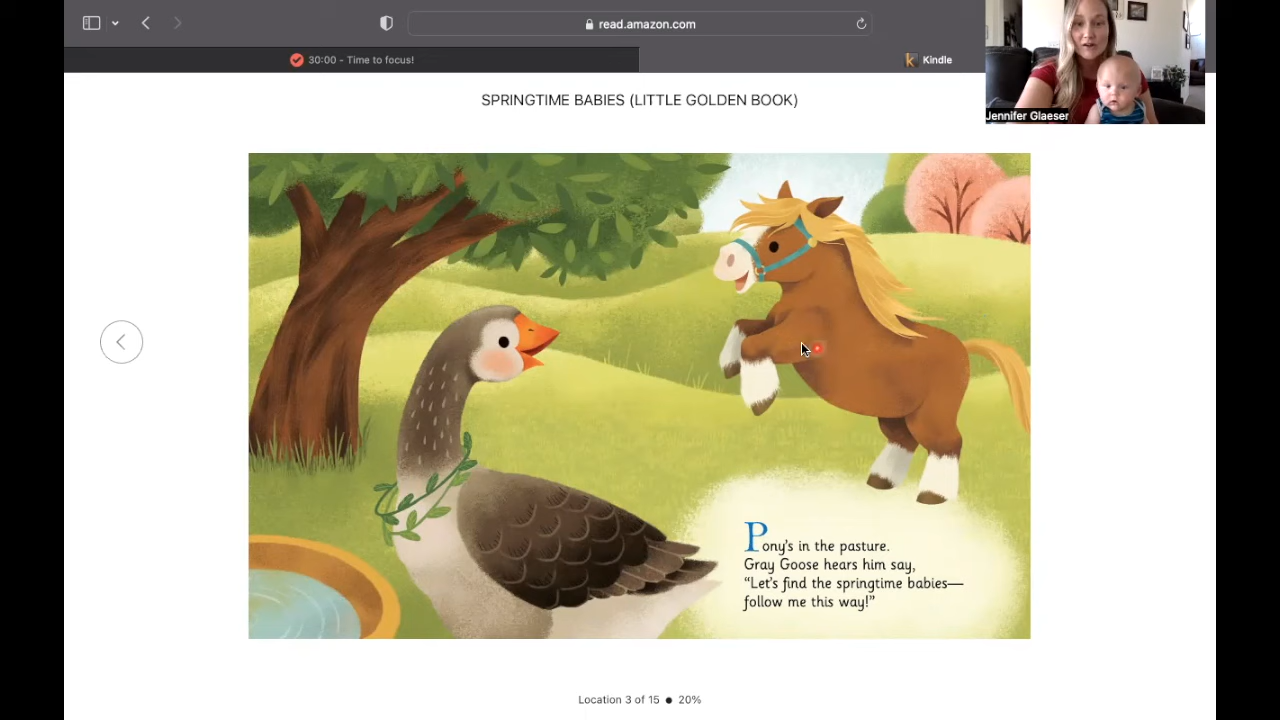 read.amazon.com
30:00 - Time to focus!
Kindle
SPRINGTIME BABIES (LITTLE GOLDEN BOOK)
Jennifer Glaeser
Pony's in the pasture.
Gray Goose hears him say,
“Let's find the springtime babies—
follow me this way!”
Location 3 of 15 ● 20%